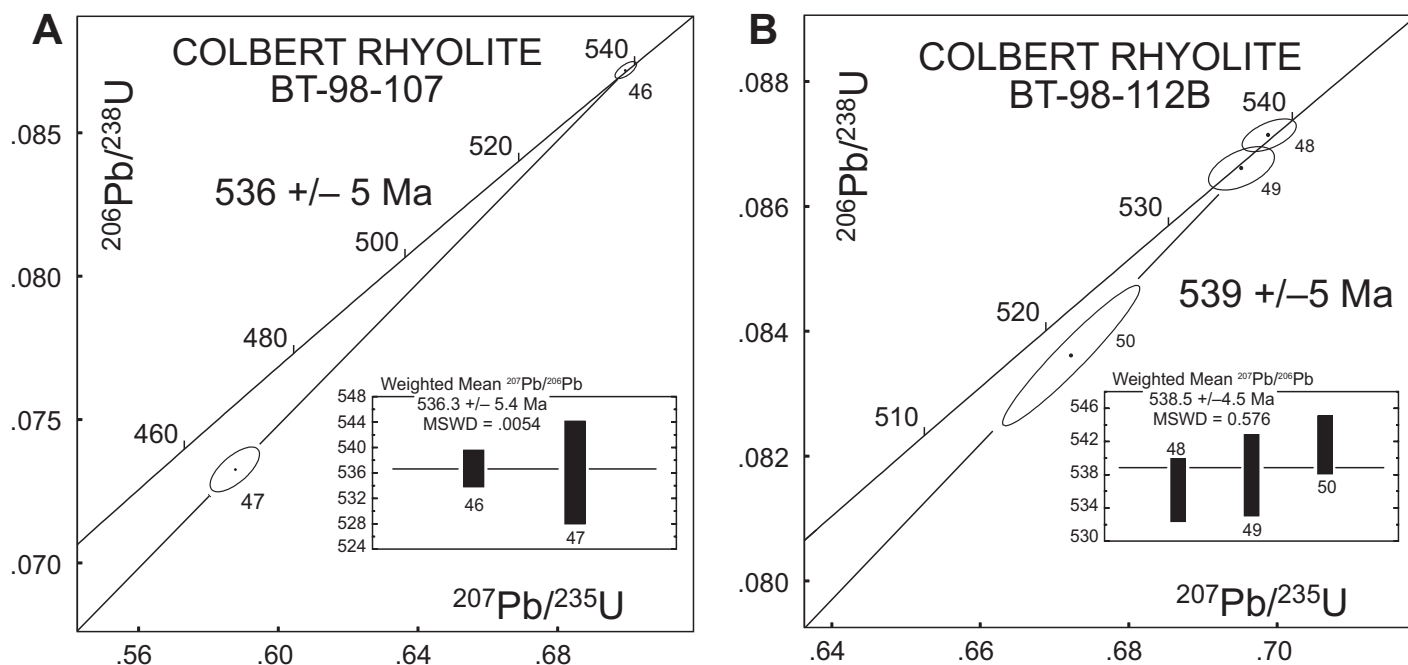 A
COLBERT RHYOLITE
BT-98-107
²⁰⁶Pb/²³⁸U
536 +/– 5 Ma
.085
.080
.075
.070
540
520
500
480
460
46
47
Weighted Mean ²⁰⁷Pb/²⁰⁶Pb
536.3 +/– 5.4 Ma
MSWD = .0054
548
544
540
536
532
528
524
46
47
²⁰⁷Pb/²³⁵U
.56
.60
.64
.68
B
COLBERT RHYOLITE
BT-98-112B
²⁰⁶Pb/²³⁸U
539 +/–5 Ma
.088
.086
.084
.082
.080
540
530
520
510
48
49
50
Weighted Mean ²⁰⁷Pb/²⁰⁶Pb
538.5 +/–4.5 Ma
MSWD = 0.576
546
542
538
534
530
48
49
50
²⁰⁷Pb/²³⁵U
.64
.66
.68
.70